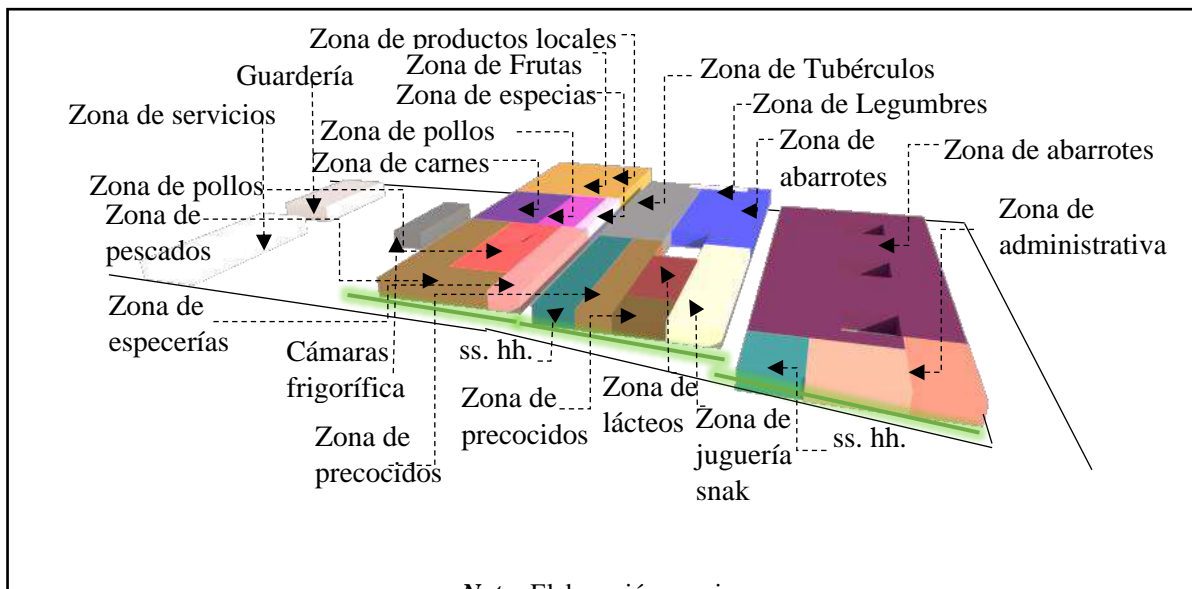 Zona de productos locales
Guardería
Zona de Frutas
Zona de Tubérculos
Zona de especias
Zona de Legumbres
Zona de servicios
Zona de pollos
Zona de
abarrotes
Zona de carnes
Zona de abarrotes
Zona de pollos
Zona de
pescados
Zona de
administrativa
Zona de
especerías
Cámaras
frigorífica
ss. hh.
Zona de
precocidos
Zona de
precocidos
Zona de
lácteos
Zona de
juguería
snak
ss. hh.